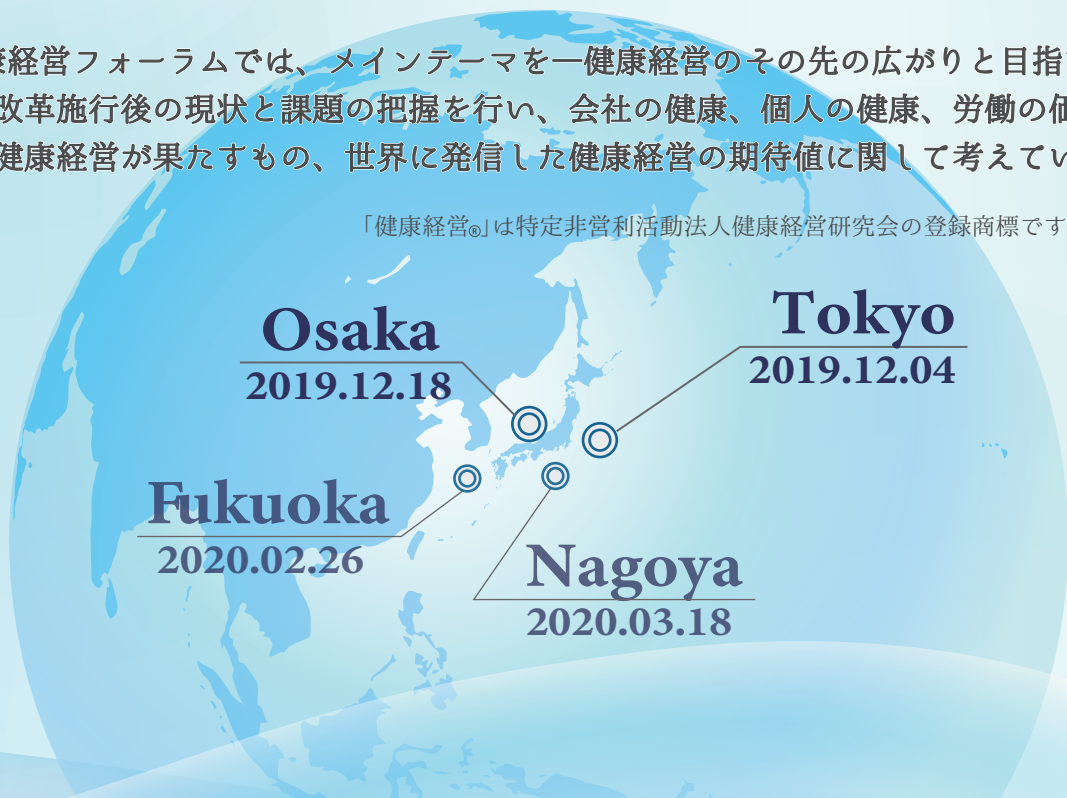 経営フォーラムでは、メインテーマを―健康経営のその先の広がりと目指
改革施行後の現状と課題の把握を行い、会社の健康、個人の健康、労働の
健康経営が果たすもの、世界に発信した健康経営の期待値に関して考えてい
「健康経営®」は特定非営利活動法人健康経営研究会の登録商標です
Tokyo
2019.12.04
Osaka
2019.12.18
Fukuoka
2020.02.26
Nagoya
2020.03.18